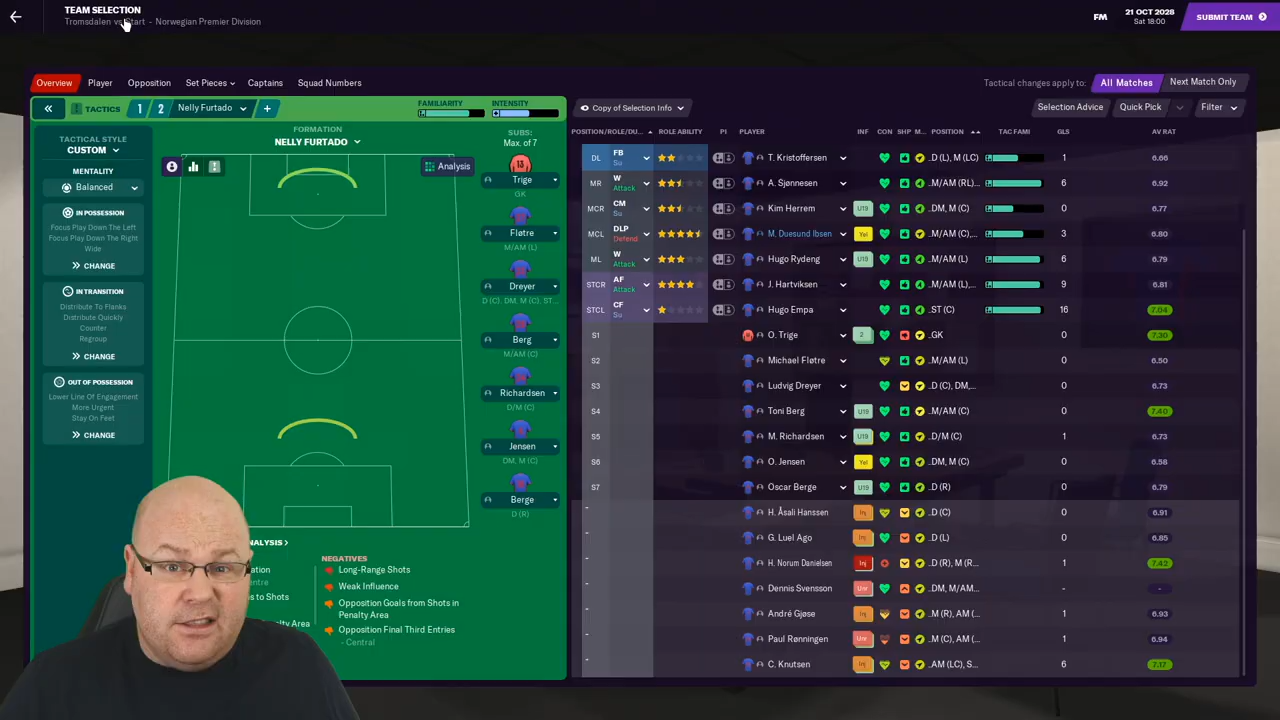 TEAM SELECTION
Tromsdalen vs Start - Norwegian Premier Division
FM
21 OCT 2028
Sat 18:00
SUBMIT TEAM
Overview
Player
Opposition
Set Pieces
Captains
Squad Numbers
Tactical changes apply to:
All Matches
Next Match Only
TACTICS
1
2
Nelly Furtado
+
FAMILIARITY
INTENSITY
Copy of Selection Info
Selection Advice
Quick Pick
Filter
TACTICAL STYLE
CUSTOM
MENTALITY
Balanced
IN POSSESSION
Focus Play Down The Left
Focus Play Down The Right
Wide
CHANGE
IN TRANSITION
Distribute To Flanks
Distribute Quickly
Counter
Regroup
CHANGE
OUT OF POSSESSION
Lower Line Of Engagement
More Urgent
Stay On Feet
CHANGE
FORMATION
NELLY FURTADO
Analysis
SUBS:
Max. of 7
13
Trige
GK
Fløtre
M/AM (L)
Dreyer
D (C), DM, M (C), ST...
Berg
M/AM (C)
Richardsen
D/M (C)
Jensen
DM, M (C)
Berge
D (R)
NALYSIS
NEGATIVES
Long-Range Shots
Weak Influence
Opposition Goals from Shots in
Penalty Area
Opposition Final Third Entries
- Central
POSITION/ROLE/DU... ROLE ABILITY PI PLAYER INF CON SHP M... POSITION TAC FAMI GLS AV RAT
DL FB Su T. Kristoffersen ..D (L), M (LC) 1 6.66
MR W Attack A. Sjønnesen ..M/AM (RL)... 6 6.92
MCR CM Su Kim Herrem U19 ..DM, M (C) 0 6.77
MCL DLP Defend M. Duesund Ibsen Yel ..M/AM (C),... 3 6.80
ML W Attack Hugo Rydeng U19 ..M/AM (L) 6 6.79
STCR AF Attack J. Hartviksen ..M/AM (L),... 9 6.81
STCL CF Su Hugo Empa ..ST (C) 16 7.04
S1 O. Trige 2 ..GK 0 7.30
S2 Michael Fløtre ..M/AM (L) 0 6.50
S3 Ludvig Dreyer ..D (C), DM,... 0 6.73
S4 Toni Berg U19 ..M/AM (C) 0 7.40
S5 M. Richardsen U19 ..D/M (C) 1 6.73
S6 O. Jensen Yel ..DM, M (C) 0 6.58
S7 Oscar Berge U19 ..D (R) 0 6.79
- H. Åsali Hanssen Inj ..D (C) 0 6.91
- G. Luel Ago Inj ..D (L) 0 6.85
- H. Norum Danielsen Inj ..D (R), M (R... 1 7.42
- Dennis Svensson Unr ..DM, M/AM... - -
- André Gjøse Inj ..M (R), AM (... 1 6.93
- Paul Rønningen Unr ..M (C), AM (... 1 6.94
- C. Knutsen Inj ..AM (LC), S... 6 7.17